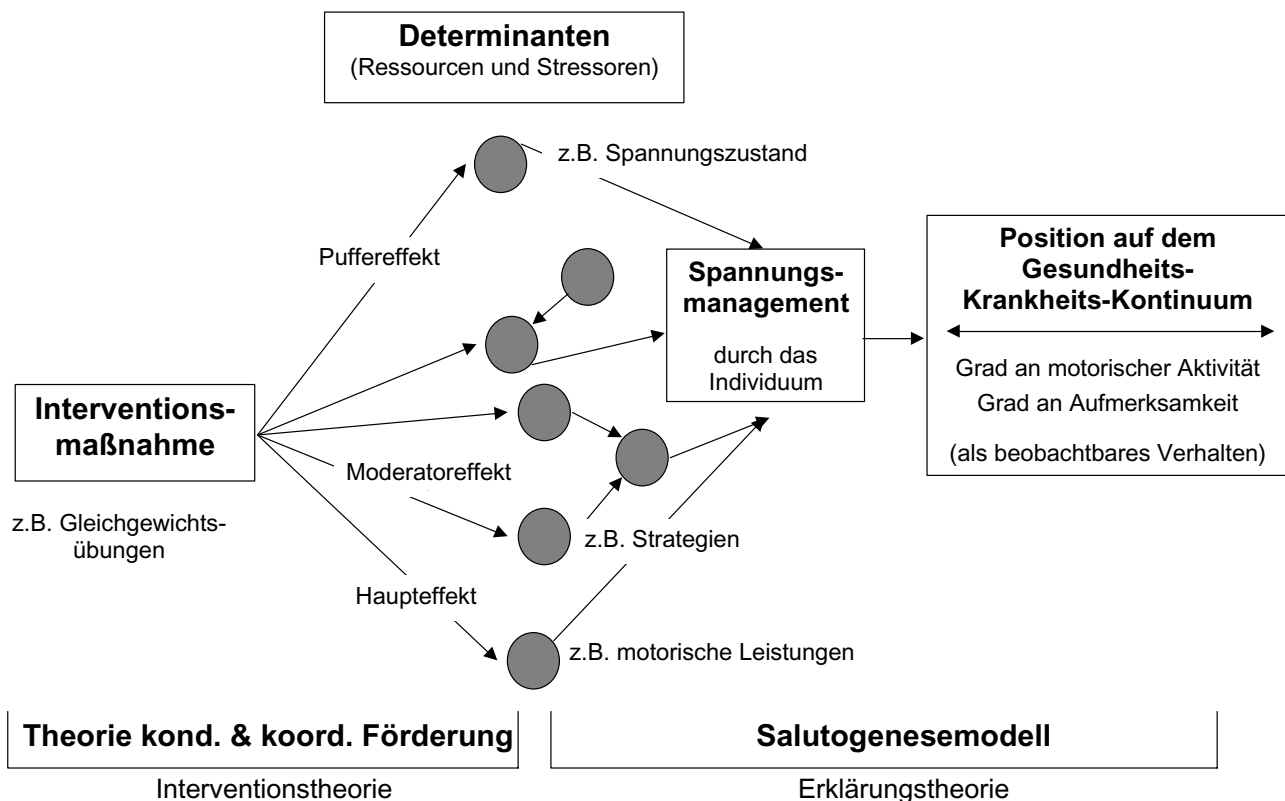 Determinanten
(Ressourcen und Stressoren)
z.B. Spannungszustand
Puffereffekt
Spannungs-
management
durch das
Individuum
Position auf dem
Gesundheits-
Krankheits-Kontinuum
Grad an motorischer Aktivität
Grad an Aufmerksamkeit
(als beobachtbares Verhalten)
Interventions-
maßnahme
z.B. Gleichgewichts-
übungen
Moderatoreffekt
z.B. Strategien
Haupteffekt
z.B. motorische Leistungen
Theorie kond. & koord. Förderung
Interventionstheorie
Salutogenesemodell
Erklärungstheorie